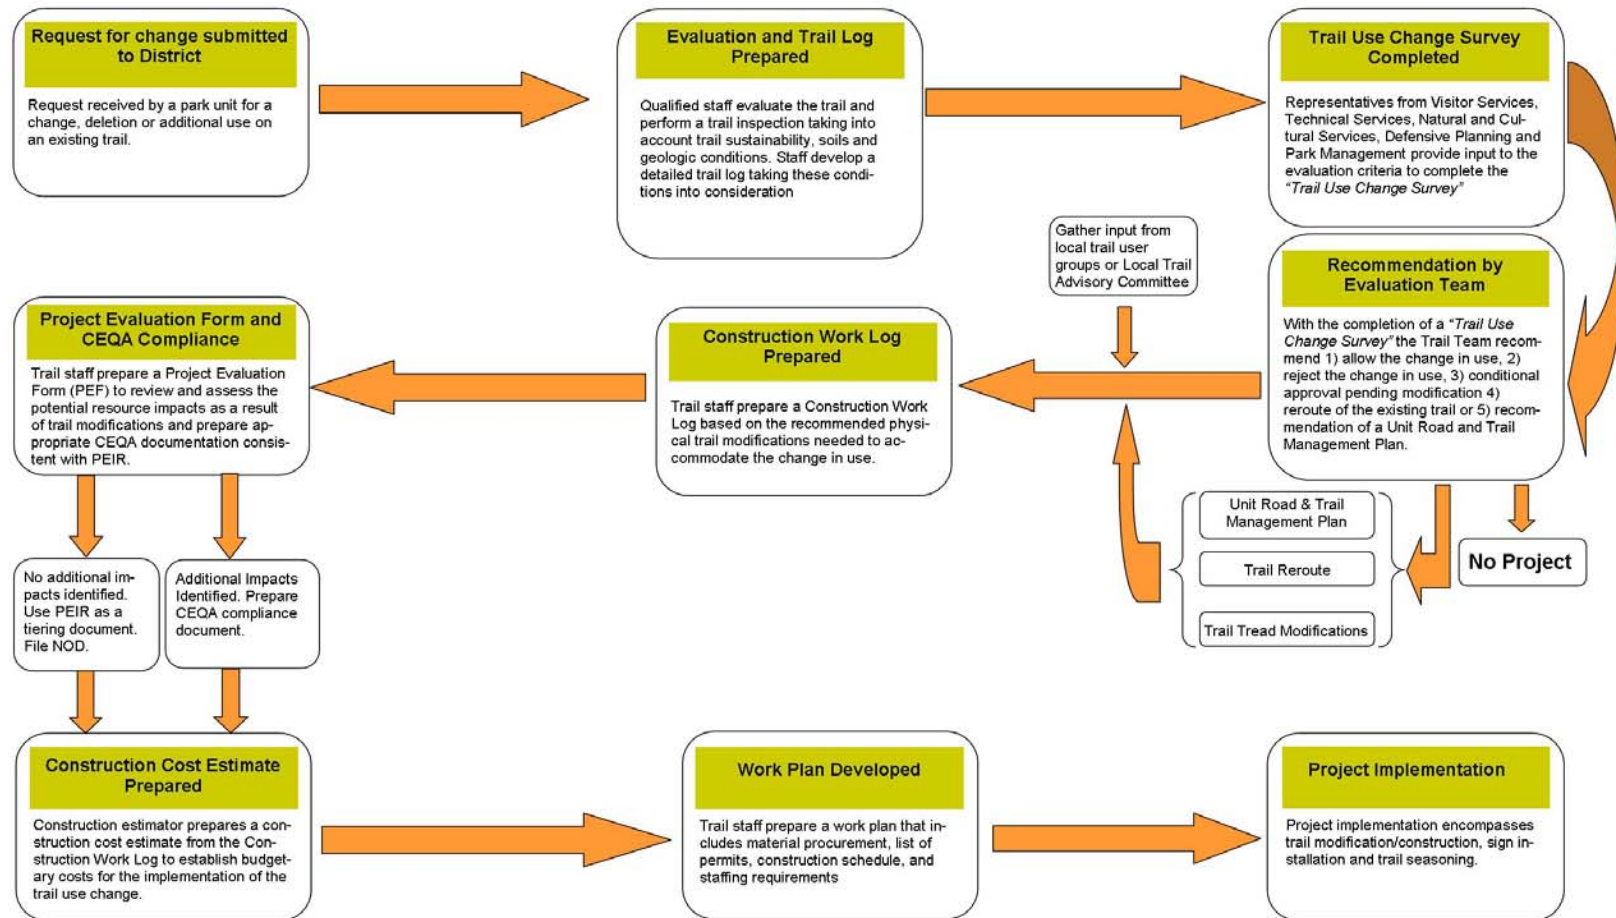 Request for change submitted
to District
Request received by a park unit for a
change, deletion or additional use on
an existing trail.
Evaluation and Trail Log
Prepared
Qualified staff evaluate the trail and
perform a trail inspection taking into
account trail sustainability, soils and
geologic conditions. Staff develop a
detailed trail log taking these condi-
tions into consideration
Trail Use Change Survey
Completed
Representatives from Visitor Services,
Technical Services, Natural and Cul-
tural Services, Defensive Planning and
Park Management provide input to the
evaluation criteria to complete the
“Trail Use Change Survey”
Recommendation by
Evaluation Team
With the completion of a “Trail Use
Change Survey” the Trail Team recom-
mend 1) allow the change in use, 2)
reject the change in use, 3) conditional
approval pending modification 4)
reroute of the existing trail or 5) recom-
mendation of a Unit Road and Trail
Management Plan.
No Project
Unit Road & Trail
Management Plan
Trail Reroute
Trail Tread Modifications
Gather input from
local trail user
groups or Local Trail
Advisory Committee
Construction Work Log
Prepared
Trail staff prepare a Construction Work
Log based on the recommended physi-
cal trail modifications needed to ac-
commodate the change in use.
Project Evaluation Form and
CEQA Compliance
Trail staff prepare a Project Evaluation
Form (PEF) to review and assess the
potential resource impacts as a result
of trail modifications and prepare ap-
propriate CEQA documentation consis-
tent with PEIR.
No additional im-
pacts identified.
Use PEIR as a
tiering document.
File NOD.
Additional Impacts
Identified. Prepare
CEQA compliance
document.
Construction Cost Estimate
Prepared
Construction estimator prepares a con-
struction cost estimate from the Con-
struction Work Log to establish budget-
ary costs for the implementation of the
trail use change.
Work Plan Developed
Trail staff prepare a work plan that in-
cludes material procurement, list of
permits, construction schedule, and
staffing requirements
Project Implementation
Project implementation encompasses
trail modification/construction, sign in-
stallation and trail seasoning.